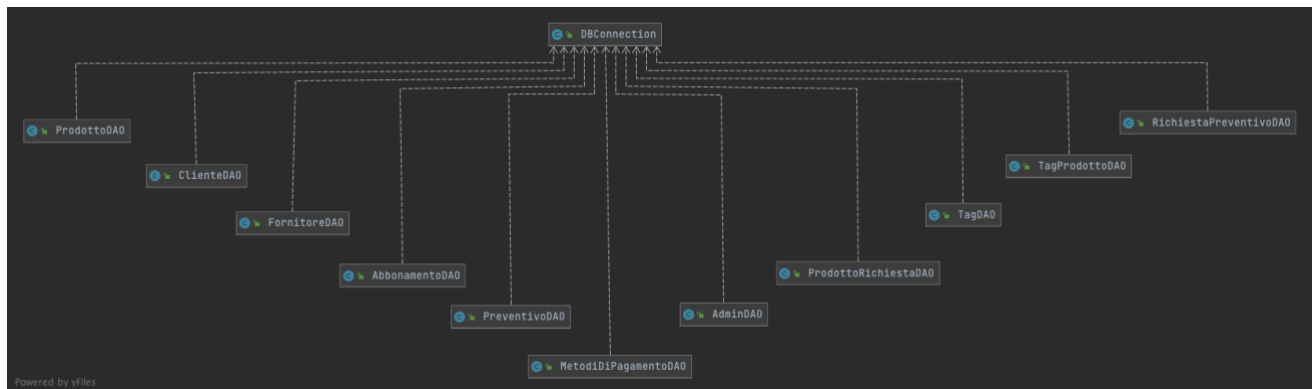 DBConnection
ProdottoDAO
RichiestaPreventivoDAO
ClienteDAO
TagProdottoDAO
FornitoreDAO
TagDAO
AbbonamentoDAO
ProdottoRichiestaDAO
PreventivoDAO
AdminDAO
MetodiDiPagamentoDAO
Powered by yFiles